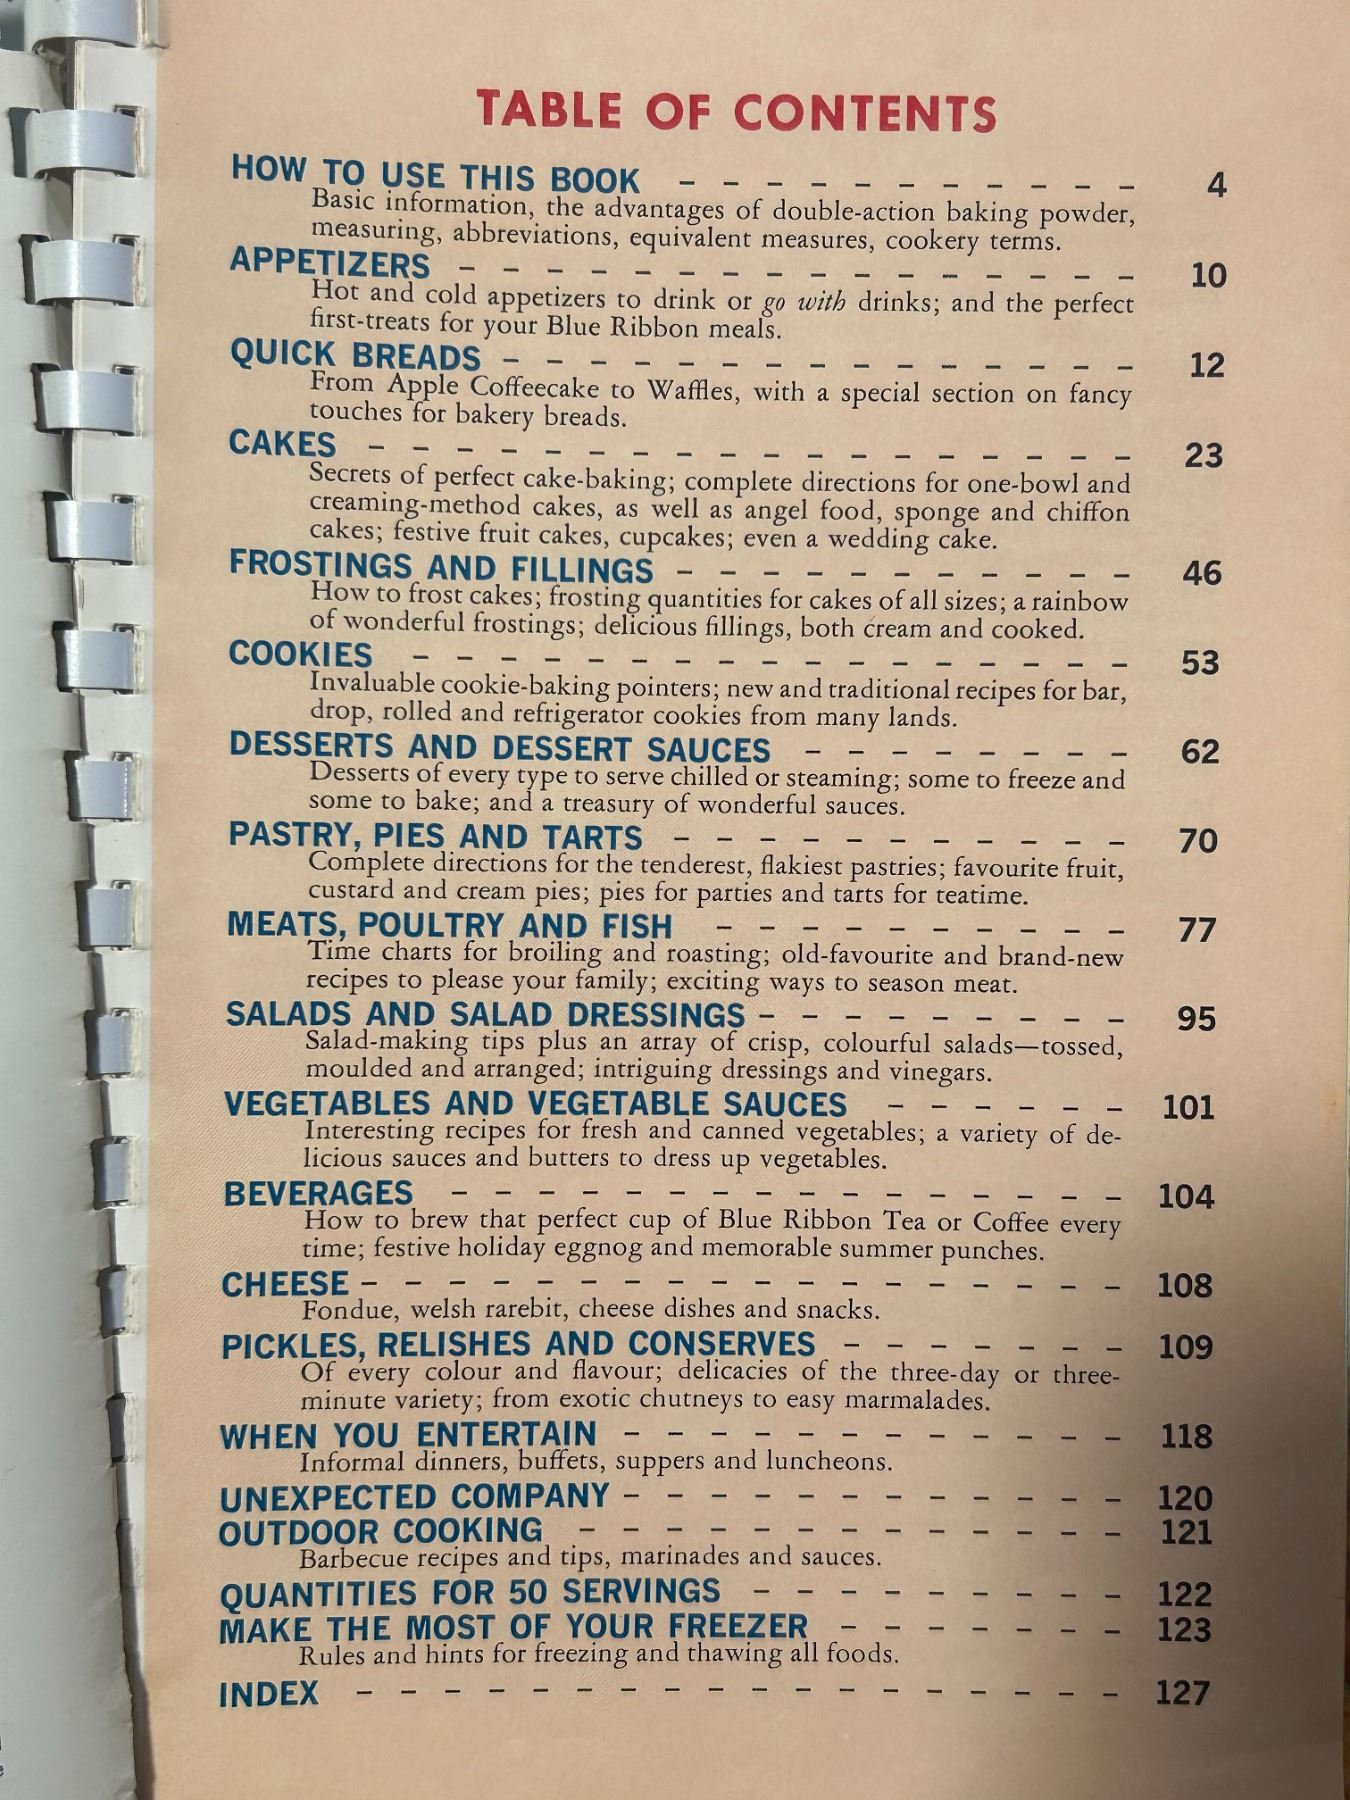 TABLE OF CONTENTS
HOW TO USE THIS BOOK - - - - - - - - - - - 4
Basic information, the advantages of double-action baking powder,
measuring, abbreviations, equivalent measures, cookery terms.
APPETIZERS - - - - - - - - - - - - - - - - 10
Hot and cold appetizers to drink or go with drinks; and the perfect
first-treats for your Blue Ribbon meals.
QUICK BREADS - - - - - - - - - - - - - - - 12
From Apple Coffeecake to Waffles, with a special section on fancy
touches for bakery breads.
CAKES - - - - - - - - - - - - - - - - - - 23
Secrets of perfect cake-baking; complete directions for one-bowl and
creaming-method cakes, as well as angel food, sponge and chiffon
cakes; festive fruit cakes, cupcakes; even a wedding cake.
FROSTINGS AND FILLINGS - - - - - - - - - - - 46
How to frost cakes; frosting quantities for cakes of all sizes; a rainbow
of wonderful frostings; delicious fillings, both cream and cooked.
COOKIES - - - - - - - - - - - - - - - - - 53
Invaluable cookie-baking pointers; new and traditional recipes for bar,
drop, rolled and refrigerator cookies from many lands.
DESSERTS AND DESSERT SAUCES - - - - - - - - 62
Desserts of every type to serve chilled or steaming; some to freeze and
some to bake; and a treasury of wonderful sauces.
PASTRY, PIES AND TARTS - - - - - - - - - - - 70
Complete directions for the tenderest, flakiest pastries; favourite fruit,
custard and cream pies; pies for parties and tarts for teatime.
MEATS, POULTRY AND FISH - - - - - - - - - - 77
Time charts for broiling and roasting; old-favourite and brand-new
recipes to please your family; exciting ways to season meat.
SALADS AND SALAD DRESSINGS - - - - - - - - - 95
Salad-making tips plus an array of crisp, colourful salads—tossed,
moulded and arranged; intriguing dressings and vinegars.
VEGETABLES AND VEGETABLE SAUCES - - - - - - 101
Interesting recipes for fresh and canned vegetables; a variety of de-
licious sauces and butters to dress up vegetables.
BEVERAGES - - - - - - - - - - - - - - - - 104
How to brew that perfect cup of Blue Ribbon Tea or Coffee every
time; festive holiday eggnog and memorable summer punches.
CHEESE - - - - - - - - - - - - - - - - - - 108
Fondue, welsh rarebit, cheese dishes and snacks.
PICKLES, RELISHES AND CONSERVES - - - - - - - 109
Of every colour and flavour; delicacies of the three-day or three-
minute variety; from exotic chutneys to easy marmalades.
WHEN YOU ENTERTAIN - - - - - - - - - - - - 118
Informal dinners, buffets, suppers and luncheons.
UNEXPECTED COMPANY - - - - - - - - - - - - 120
OUTDOOR COOKING - - - - - - - - - - - - - 121
Barbecue recipes and tips, marinades and sauces.
QUANTITIES FOR 50 SERVINGS - - - - - - - - - 122
MAKE THE MOST OF YOUR FREEZER - - - - - - - 123
Rules and hints for freezing and thawing all foods.
INDEX - - - - - - - - - - - - - - - - - - 127